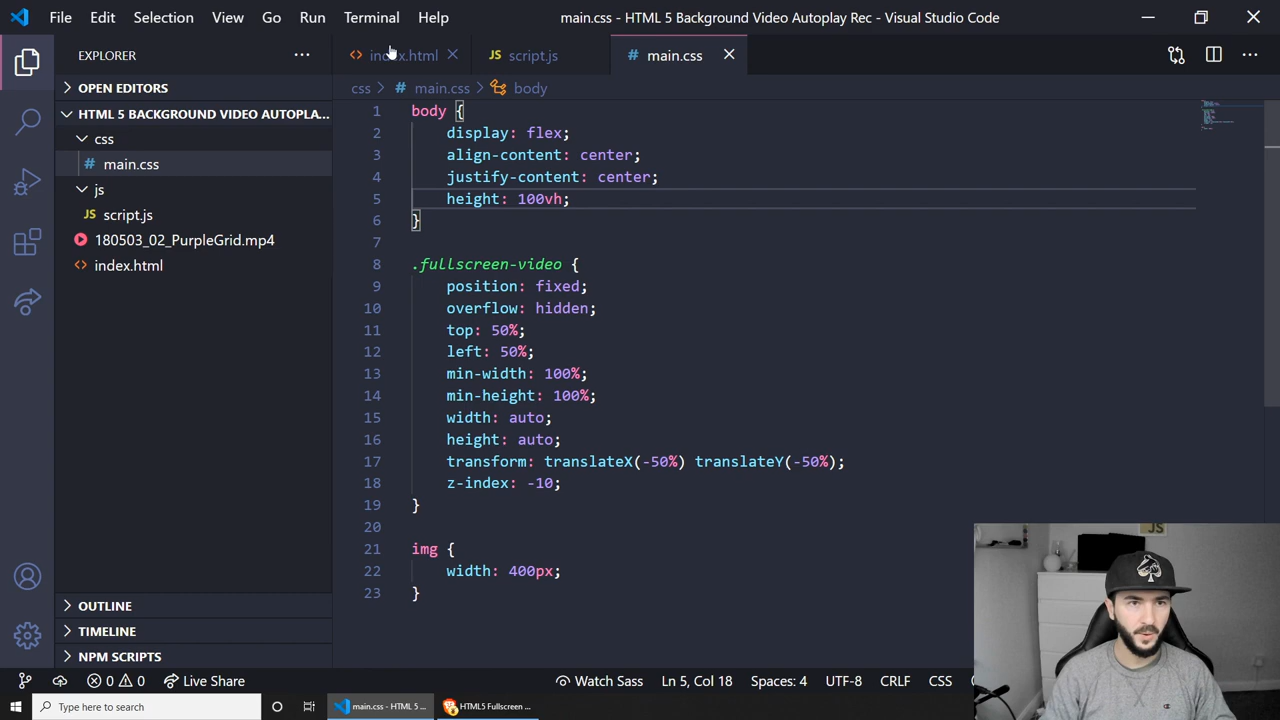 File Edit Selection View Go Run Terminal Help
main.css - HTML 5 Background Video Autoplay Rec - Visual Studio Code
EXPLORER
OPEN EDITORS
HTML 5 BACKGROUND VIDEO AUTOPLA...
css
# main.css
js
JS script.js
180503_02_PurpleGrid.mp4
<> index.html
OUTLINE
TIMELINE
NPM SCRIPTS
<> index.html
JS script.js
# main.css
css > # main.css > body
1 body {
2 display: flex;
3 align-content: center;
4 justify-content: center;
5 height: 100vh;
6 }
7
8 .fullscreen-video {
9 position: fixed;
10 overflow: hidden;
11 top: 50%;
12 left: 50%;
13 min-width: 100%;
14 min-height: 100%;
15 width: auto;
16 height: auto;
17 transform: translateX(-50%) translateY(-50%);
18 z-index: -10;
19 }
20
21 img {
22 width: 400px;
23 }
JS
0 0 Live Share
Watch Sass Ln 5, Col 18 Spaces: 4 UTF-8 CRLF CSS
Type here to search
main.css - HTML 5 ...
HTML5 Fullscreen ...